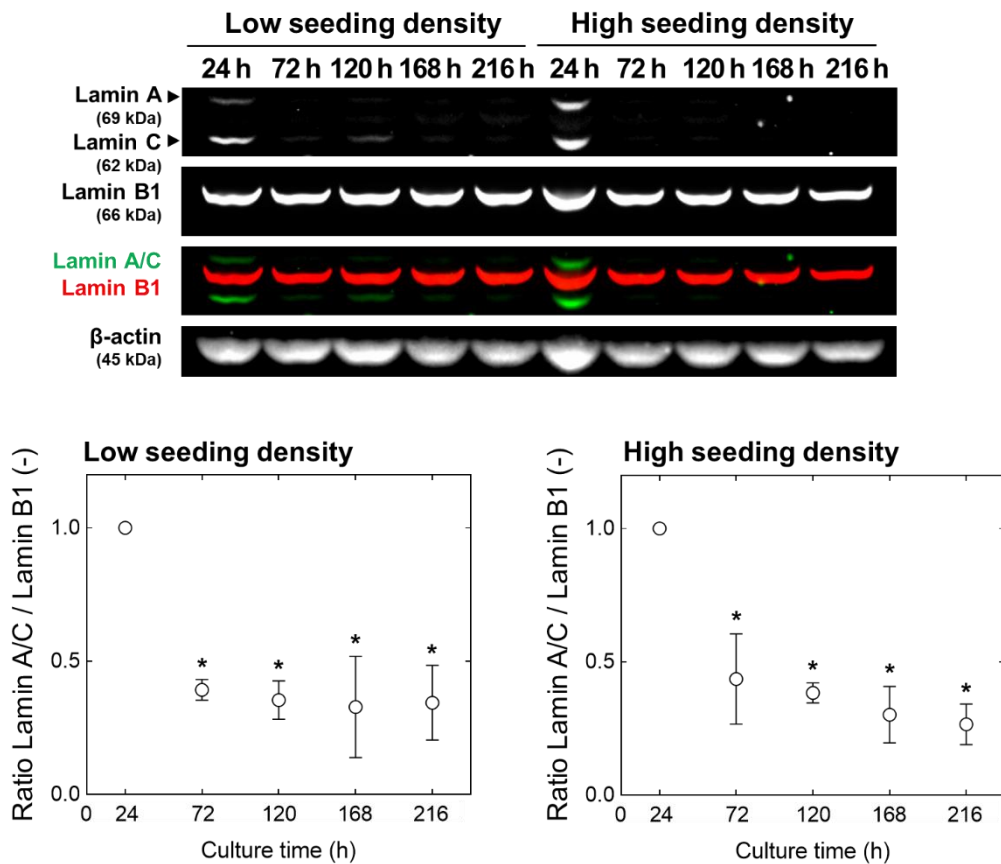 Low seeding density High seeding density
24 h 72 h 120 h 168 h 216 h 24 h 72 h 120 h 168 h 216 h
Lamin A
(69 kDa)
Lamin C
(62 kDa)
Lamin B1
(66 kDa)
Lamin A/C
Lamin B1
β-actin
(45 kDa)
Low seeding density
Ratio Lamin A/C / Lamin B1 (-)
1.0
0.5
0.0
* * * *
0 24 72 120 168 216
Culture time (h)
High seeding density
Ratio Lamin A/C / Lamin B1 (-)
1.0
0.5
0.0
* * * *
0 24 72 120 168 216
Culture time (h)